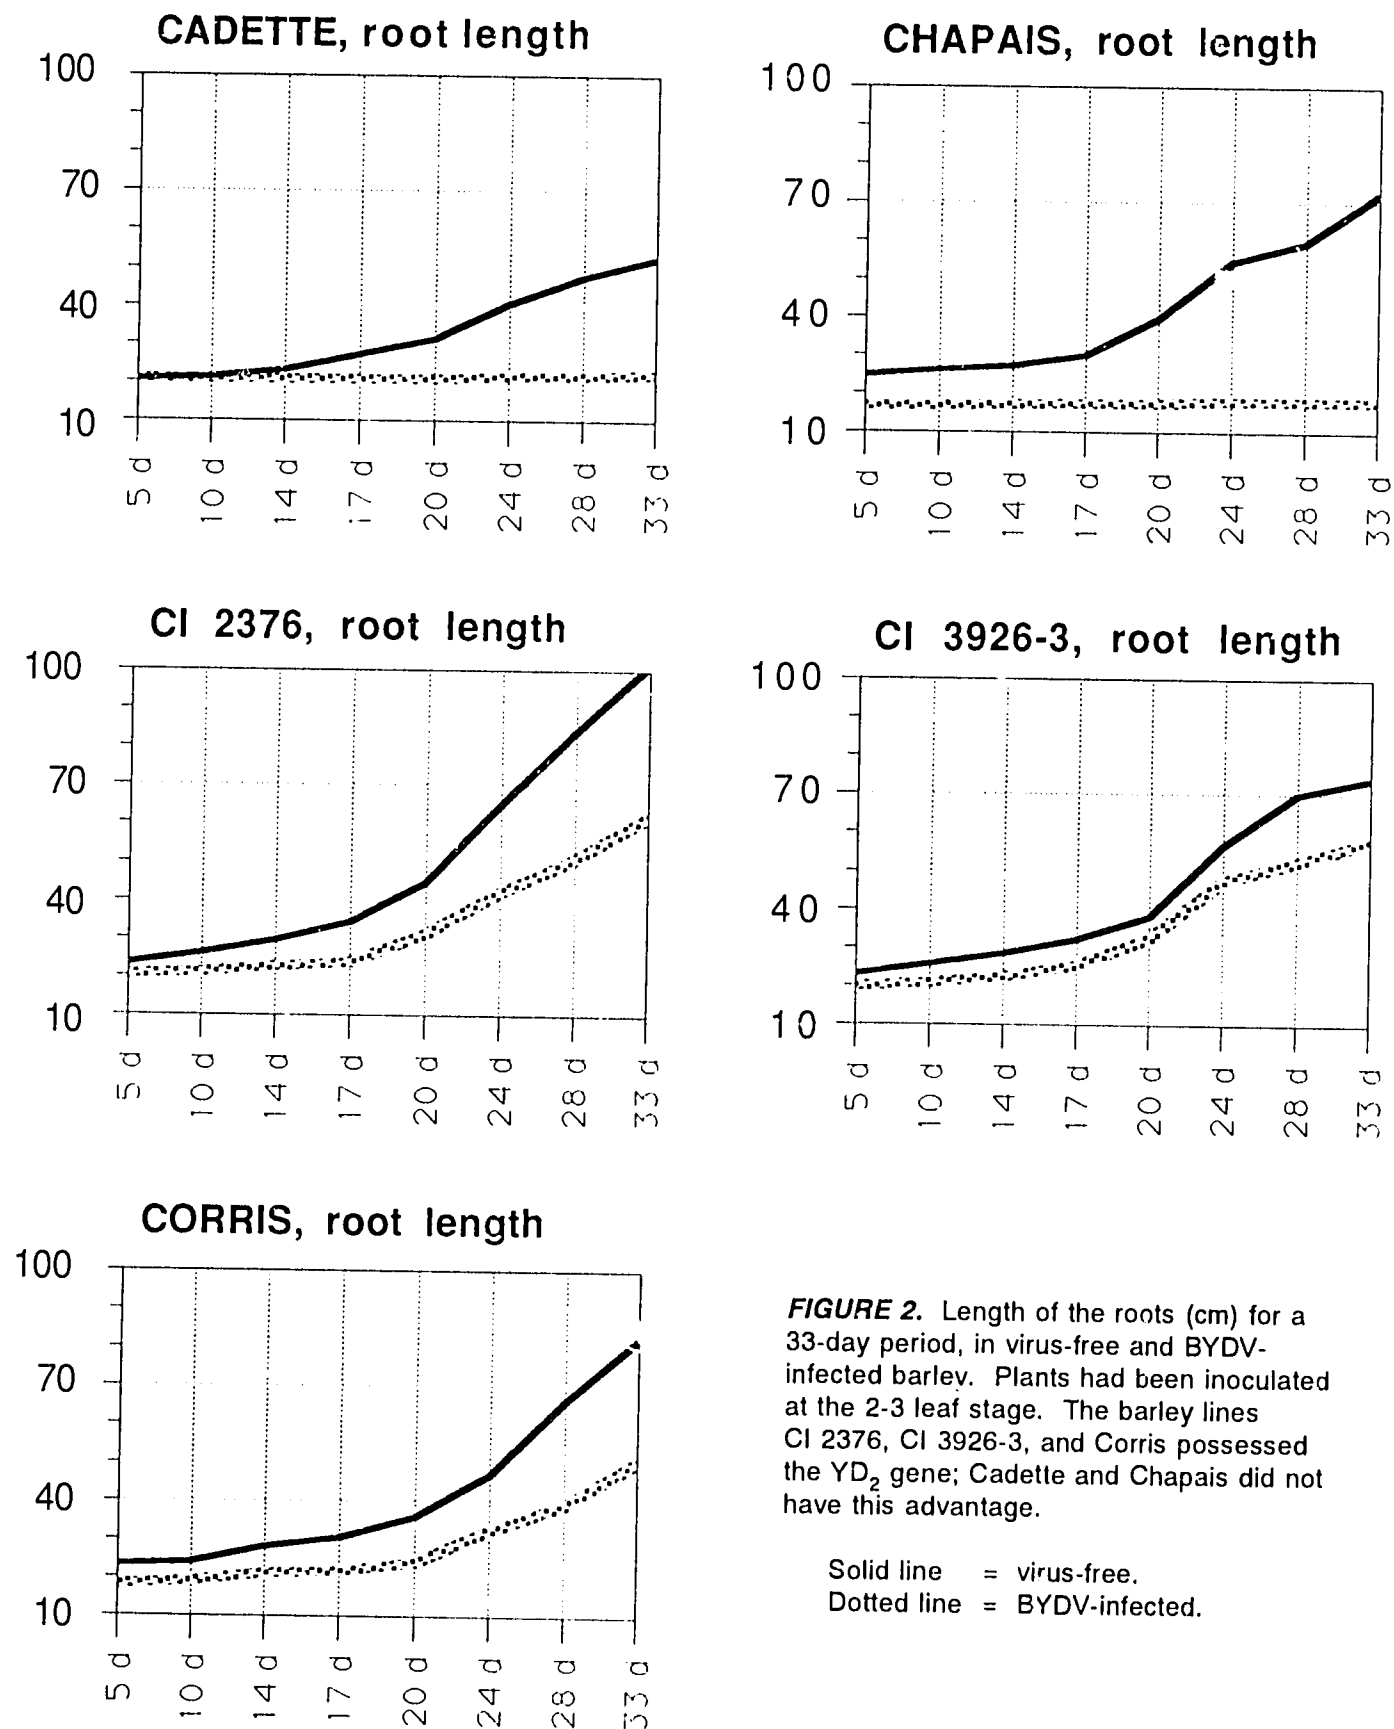 CADETTE, root length
100
70
40
10
5 d
10 d
14 d
17 d
20 d
24 d
28 d
33 d
CHAPAIS, root length
100
70
40
10
5 d
10 d
14 d
17 d
20 d
24 d
28 d
33 d
CI 2376, root length
100
70
40
10
5 d
10 d
14 d
17 d
20 d
24 d
28 d
33 d
CI 3926-3, root length
100
70
40
10
5 d
10 d
14 d
17 d
20 d
24 d
28 d
33 d
CORRIS, root length
100
70
40
10
5 d
10 d
14 d
17 d
20 d
24 d
28 d
33 d
FIGURE 2. Length of the roots (cm) for a
33-day period, in virus-free and BYDV-
infected barley. Plants had been inoculated
at the 2-3 leaf stage. The barley lines
CI 2376, CI 3926-3, and Corris possessed
the YD₂ gene; Cadette and Chapais did not
have this advantage.
Solid line = virus-free.
Dotted line = BYDV-infected.